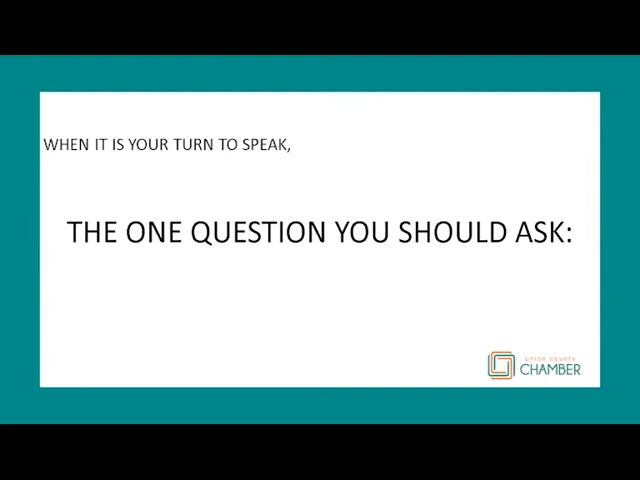 WHEN IT IS YOUR TURN TO SPEAK,
THE ONE QUESTION YOU SHOULD ASK:
union county
CHAMBER